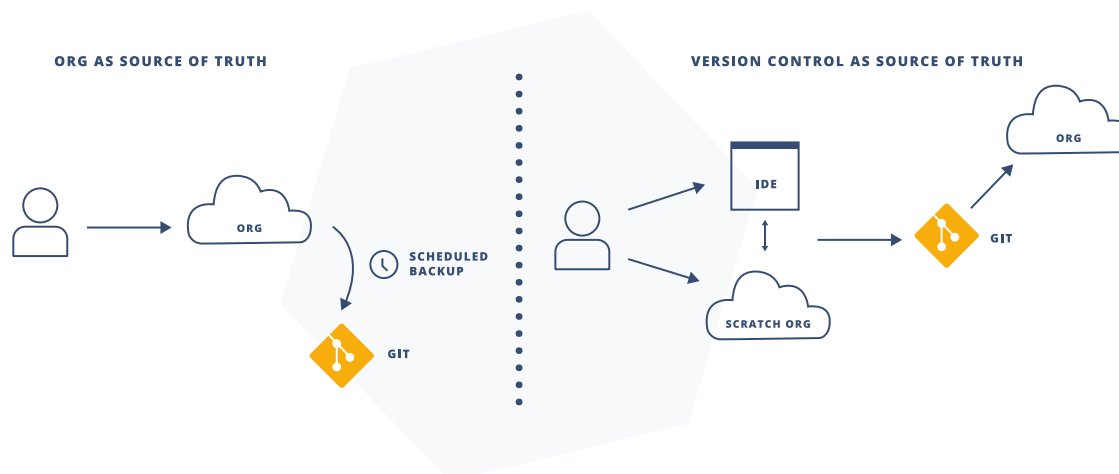 ORG AS SOURCE OF TRUTH
ORG
SCHEDULED
BACKUP
GIT
VERSION CONTROL AS SOURCE OF TRUTH
IDE
SCRATCH ORG
GIT
ORG